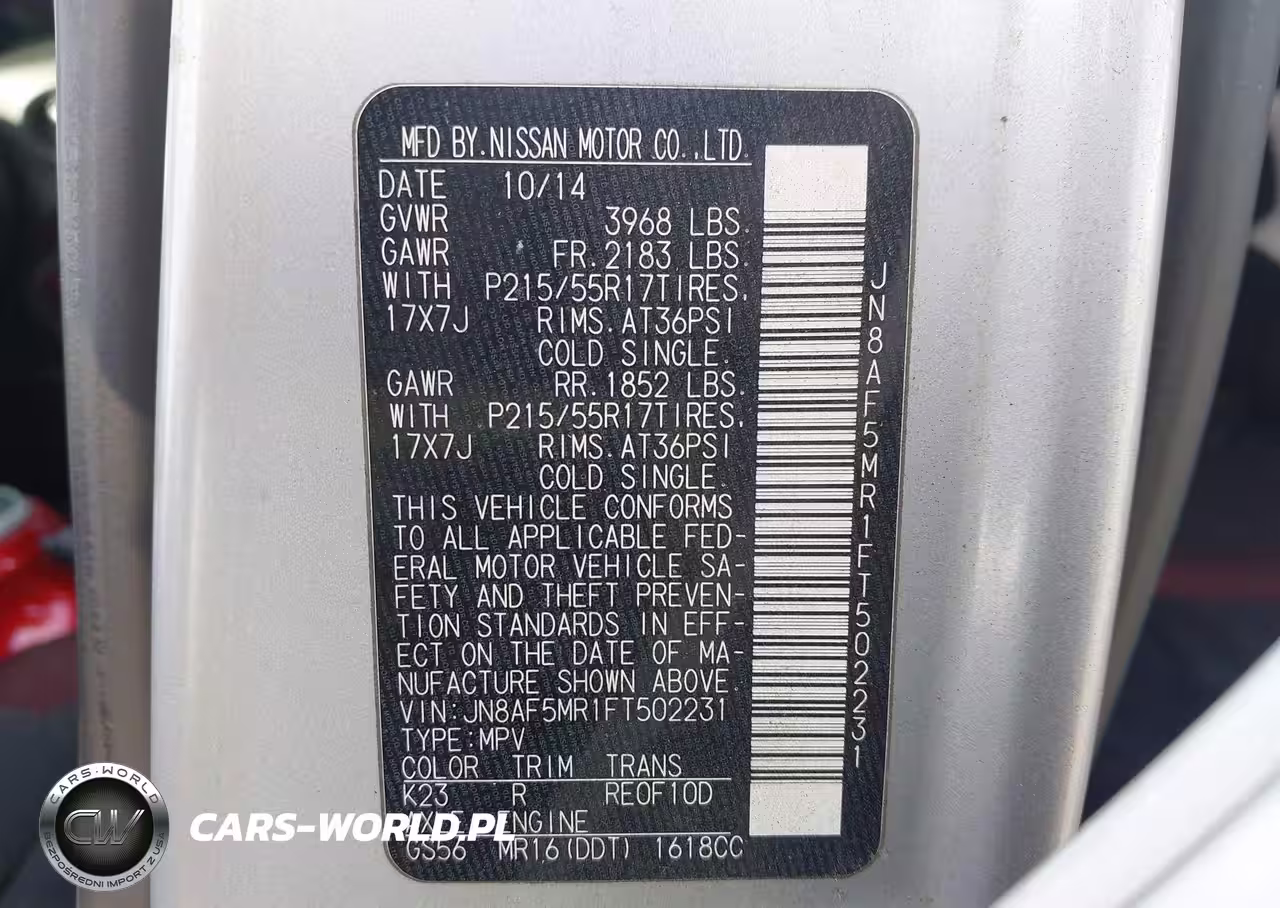 MFD BY.NISSAN MOTOR CO.,LTD.
DATE 10/14
GVWR 3968 LBS.
GAWR FR.2183 LBS.
WITH P215/55R17TIRES.
17X7J RIMS.AT36PSI
COLD SINGLE.
GAWR RR.1852 LBS.
WITH P215/55R17TIRES.
17X7J RIMS.AT36PSI
COLD SINGLE.
THIS VEHICLE CONFORMS
TO ALL APPLICABLE FED-
ERAL MOTOR VEHICLE SA-
FETY AND THEFT PREVEN-
TION STANDARDS IN EFF-
ECT ON THE DATE OF MA-
NUFACTURE SHOWN ABOVE.
VIN:JN8AF5MR1FT502231
TYPE:MPV
COLOR TRIM TRANS
K23 R RE0F10D
ENGINE
GS56 MR16(DDT) 1618CC
JN8AF5MR1FT502231
CARS-WORLD
CW
BEZPOŚREDNI IMPORT Z USA
CARS-WORLD.PL